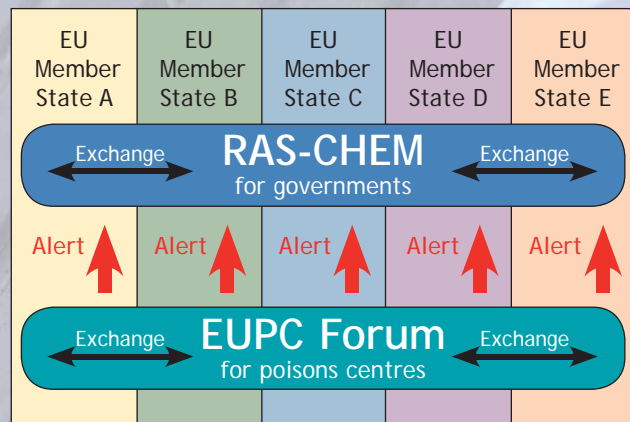 EU Member State A
EU Member State B
EU Member State C
EU Member State D
EU Member State E
Exchange RAS-CHEM Exchange
for governments
Alert Alert Alert Alert Alert
Exchange EUPC Forum Exchange
for poisons centres